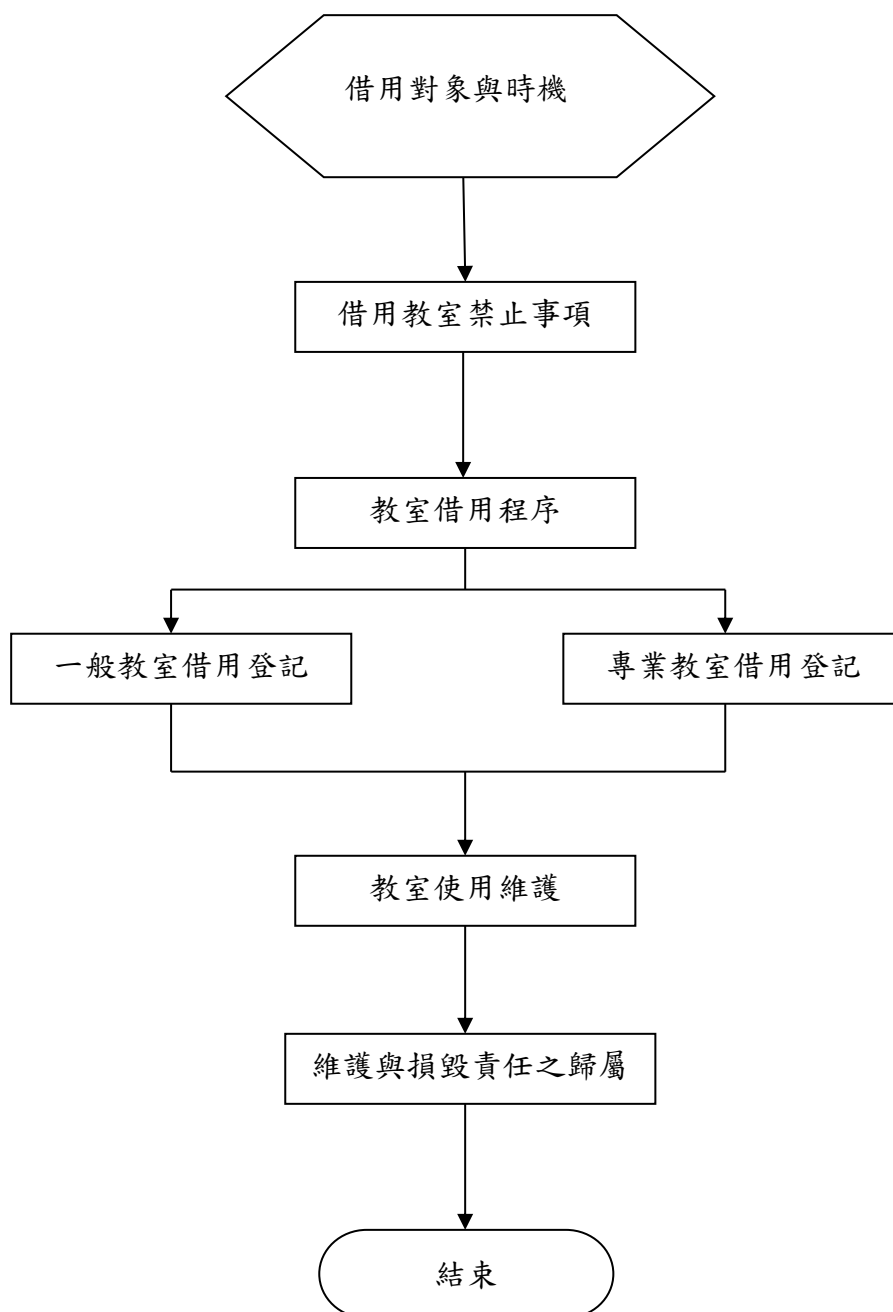 借用對象與時機
借用教室禁止事項
教室借用程序
一般教室借用登記
專業教室借用登記
教室使用維護
維護與損毀責任之歸屬
結束